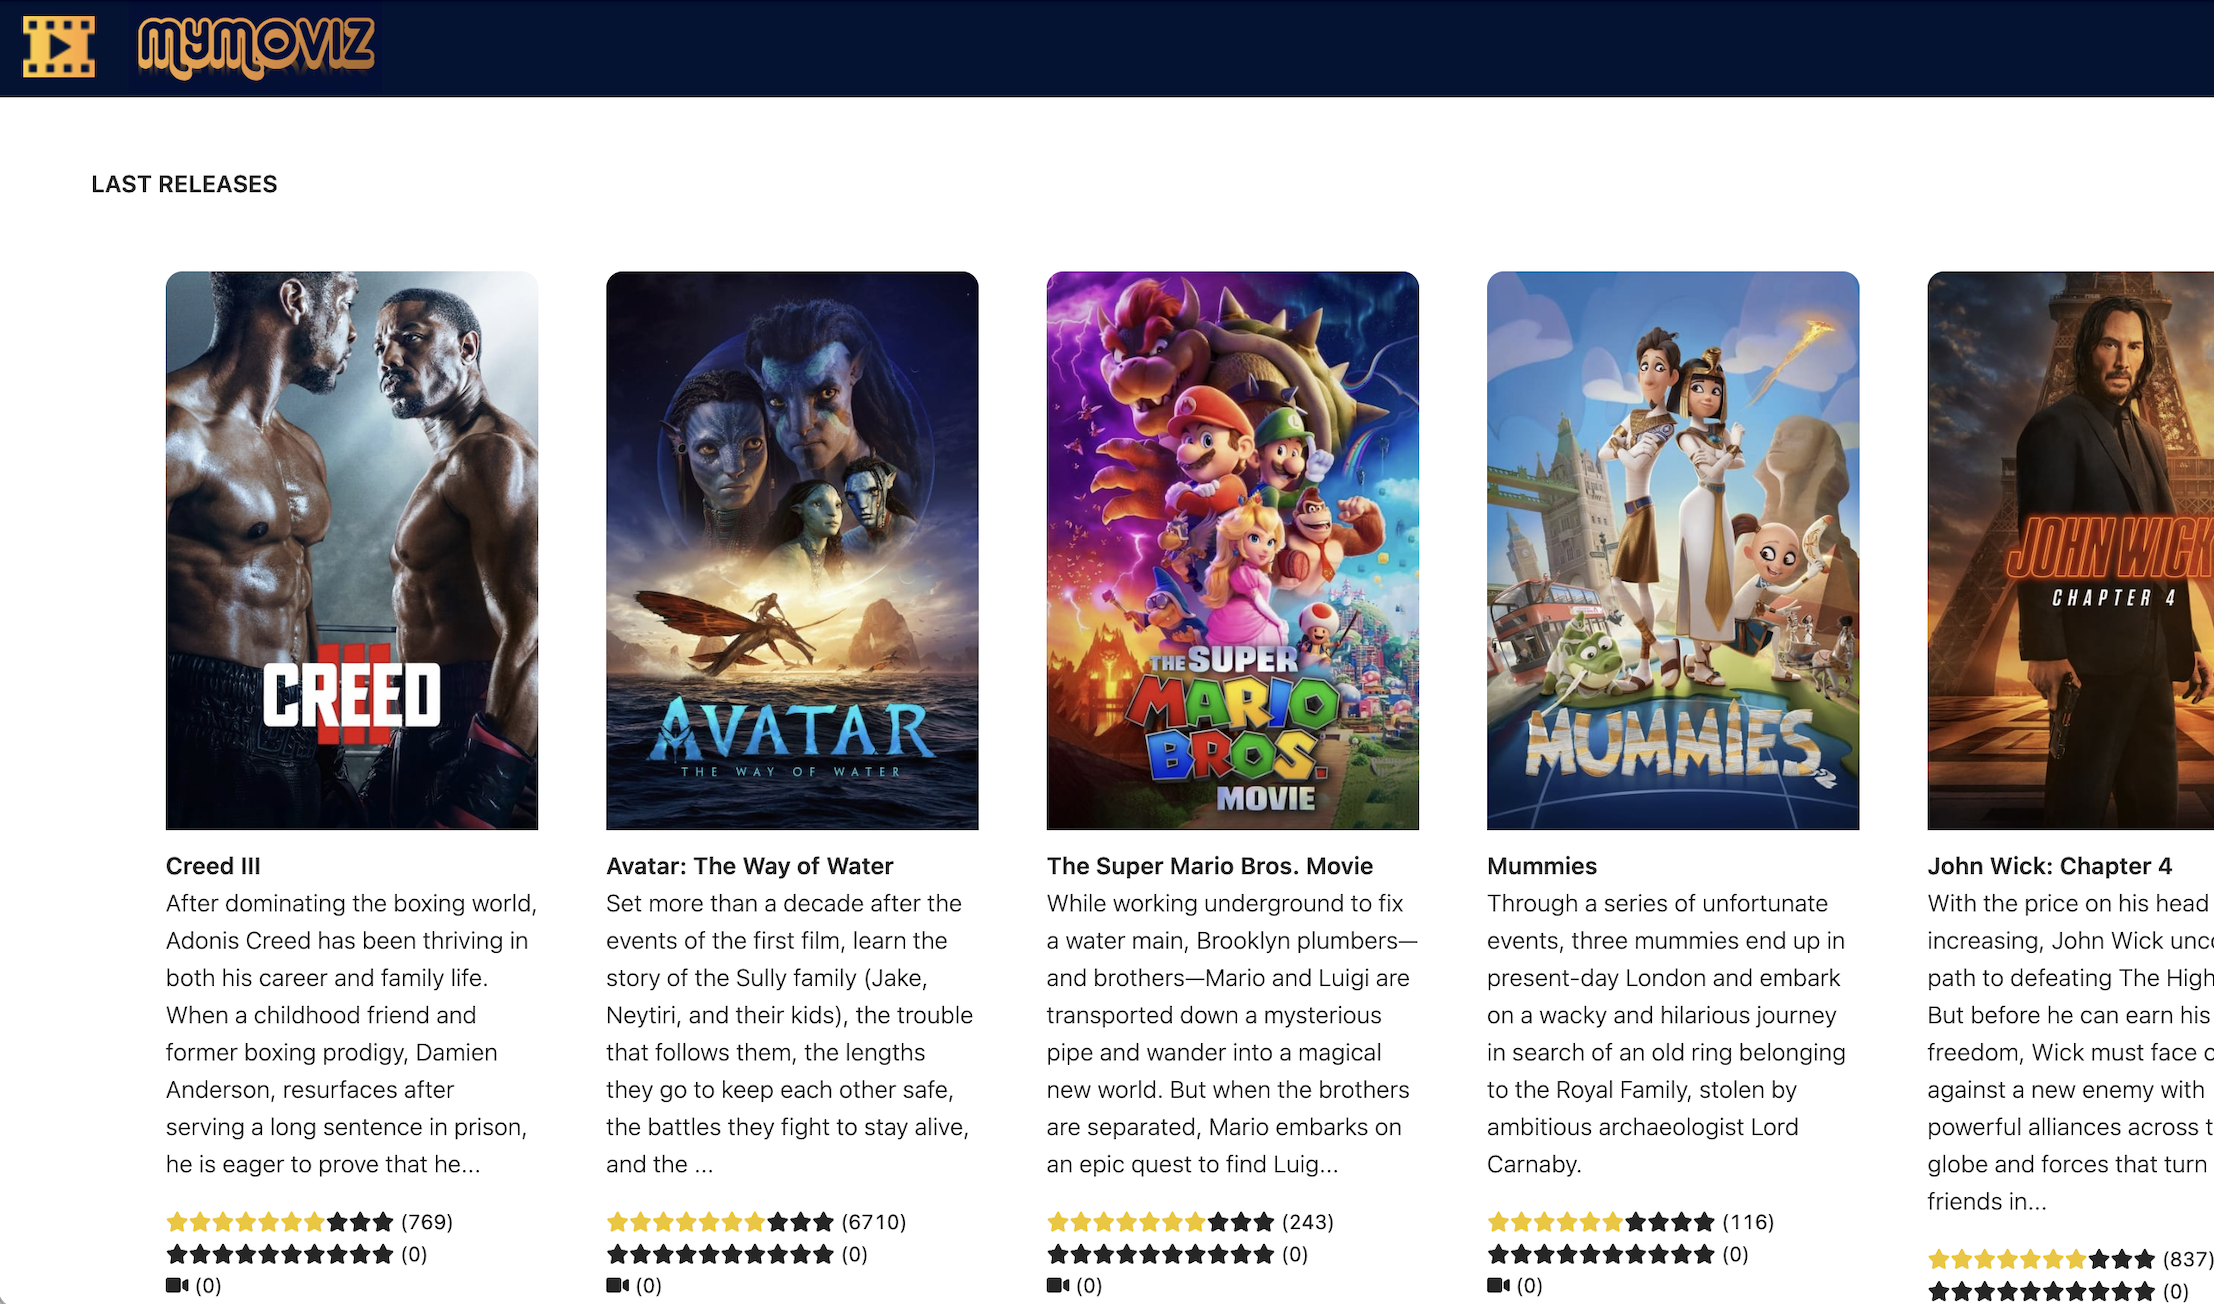 mymoviz
LAST RELEASES
CREED
III
AVATAR
THE WAY OF WATER
THE SUPER
MARIO
BROS.
MOVIE
MUMMIES
JOHN WICK
CHAPTER 4
Creed III
After dominating the boxing world,
Adonis Creed has been thriving in
both his career and family life.
When a childhood friend and
former boxing prodigy, Damien
Anderson, resurfaces after
serving a long sentence in prison,
he is eager to prove that he...
(769)
(0)
(0)
Avatar: The Way of Water
Set more than a decade after the
events of the first film, learn the
story of the Sully family (Jake,
Neytiri, and their kids), the trouble
that follows them, the lengths
they go to keep each other safe,
the battles they fight to stay alive,
and the ...
(6710)
(0)
(0)
The Super Mario Bros. Movie
While working underground to fix
a water main, Brooklyn plumbers—
and brothers—Mario and Luigi are
transported down a mysterious
pipe and wander into a magical
new world. But when the brothers
are separated, Mario embarks on
an epic quest to find Luig...
(243)
(0)
(0)
Mummies
Through a series of unfortunate
events, three mummies end up in
present-day London and embark
on a wacky and hilarious journey
in search of an old ring belonging
to the Royal Family, stolen by
ambitious archaeologist Lord
Carnaby.
(116)
(0)
(0)
John Wick: Chapter 4
With the price on his head
increasing, John Wick
path to defeating The High
But before he can earn his
freedom, Wick must face
against a new enemy with
powerful alliances across
globe and forces that turn
friends in...
(837)
(0)